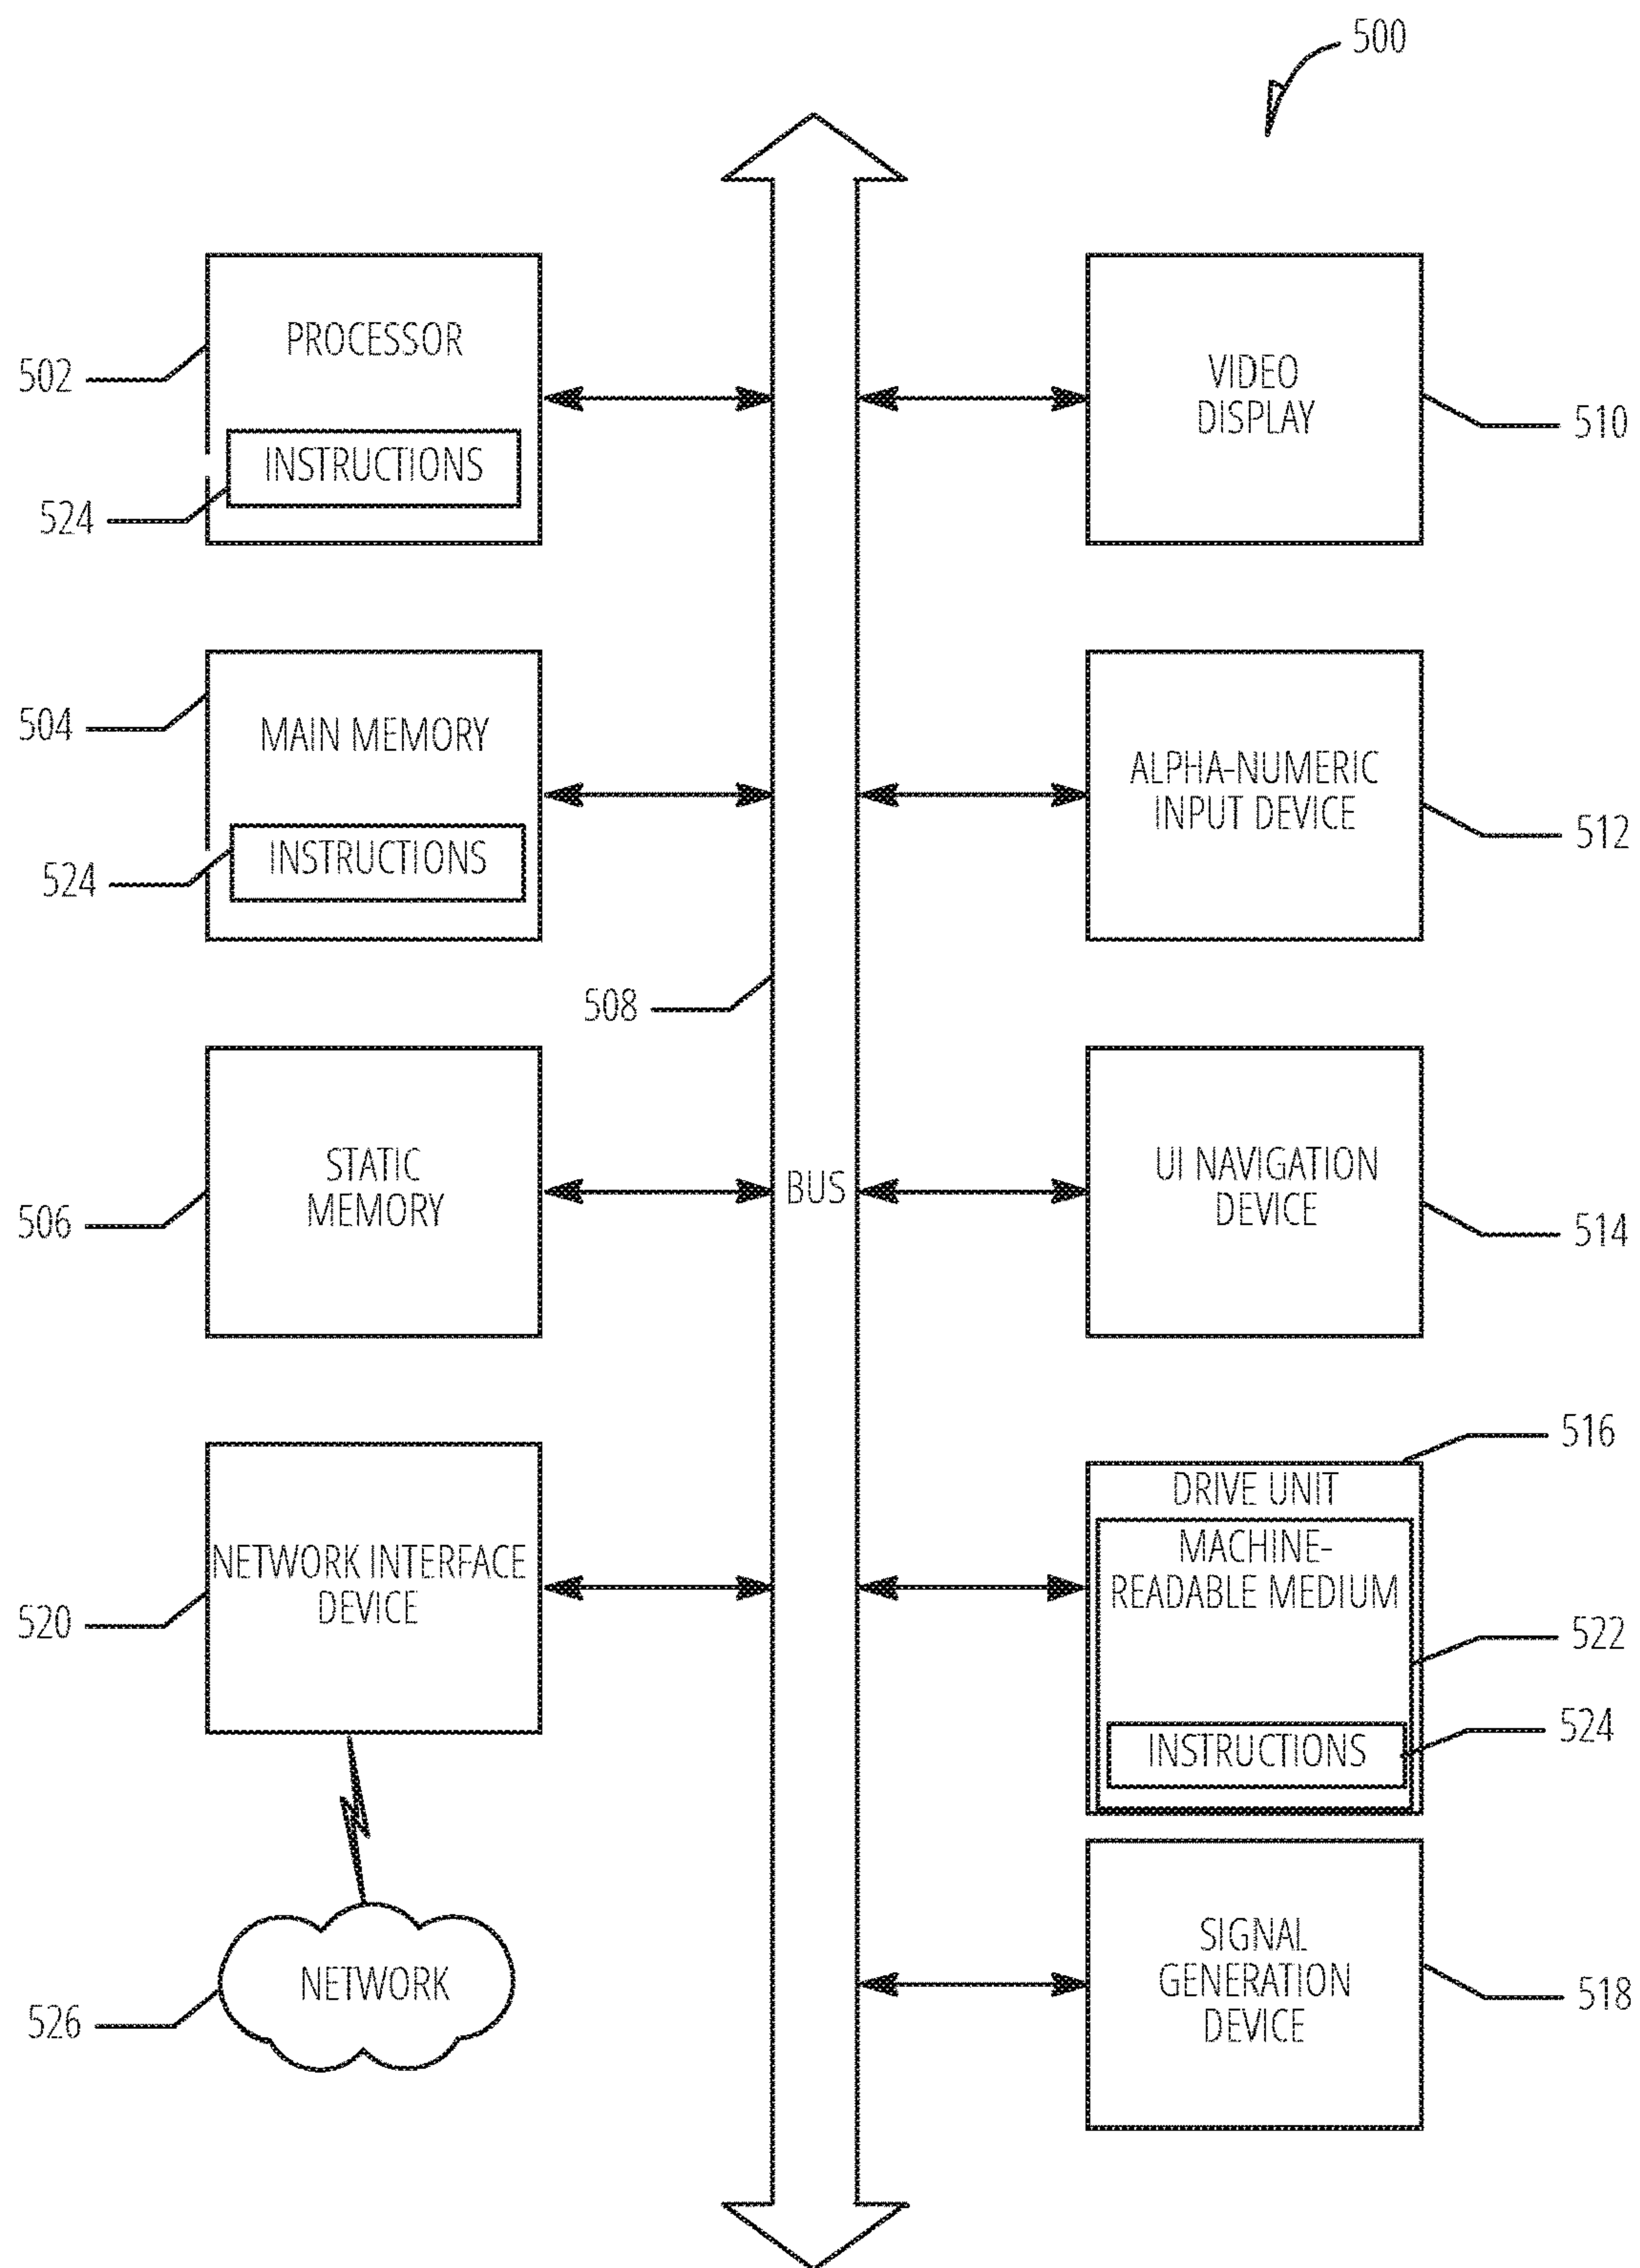 500
PROCESSOR
502
INSTRUCTIONS
524
VIDEO
DISPLAY
510
MAIN MEMORY
504
INSTRUCTIONS
524
ALPHA-NUMERIC
INPUT DEVICE
512
508
STATIC
MEMORY
506
BUS
UI NAVIGATION
DEVICE
514
NETWORK INTERFACE
DEVICE
520
516
DRIVE UNIT
MACHINE-
READABLE MEDIUM
522
INSTRUCTIONS
524
NETWORK
526
SIGNAL
GENERATION
DEVICE
518